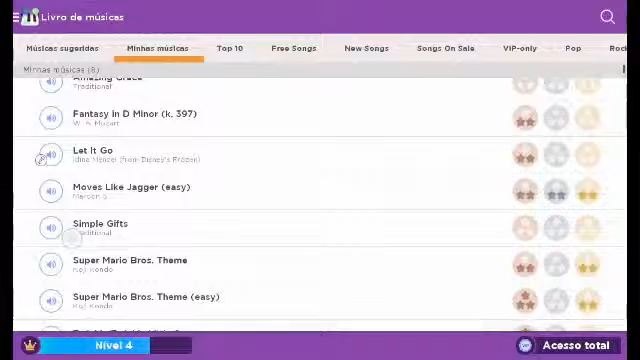 Livro de músicas
Músicas sugeridas Minhas músicas Top 10 Free Songs New Songs Songs On Sale VIP-only Pop Rock
Minhas músicas (8)
Amazing Grace
Traditional
Fantasy in D Minor (k. 397)
W. A. Mozart
Let It Go
Idina Menzel (from Disney's Frozen)
Moves Like Jagger (easy)
Maroon 5
Simple Gifts
Traditional
Super Mario Bros. Theme
Koji Kondo
Super Mario Bros. Theme (easy)
Koji Kondo
Nível 4
VIP Acesso total